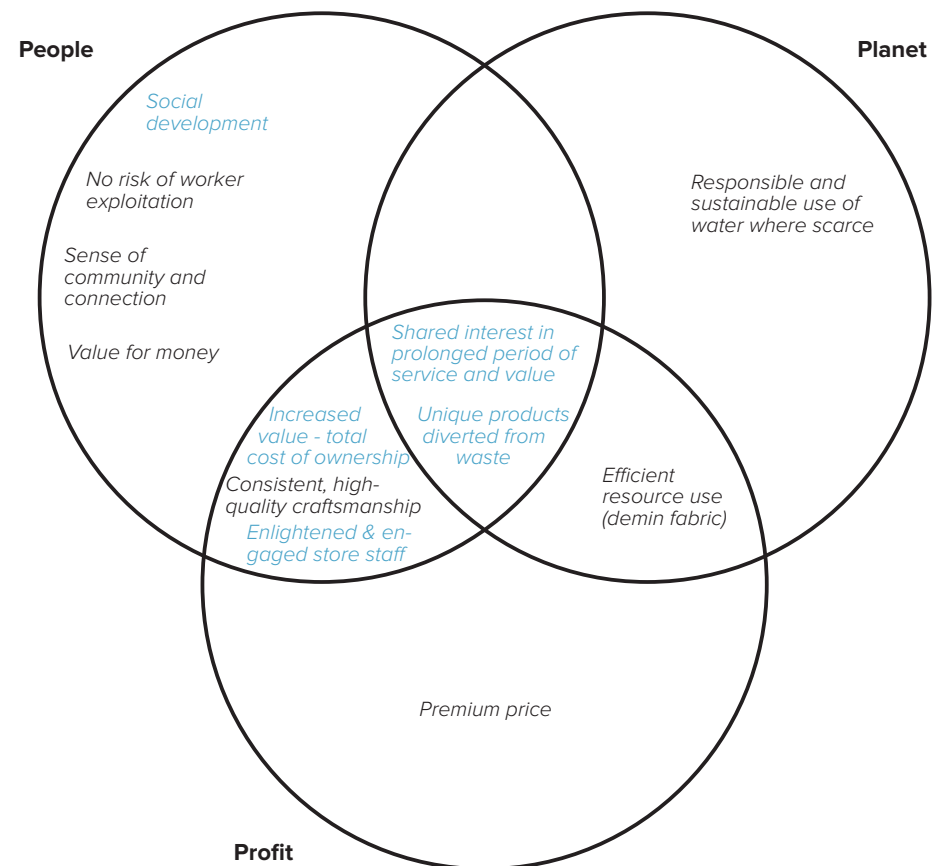 People
Planet
Social
development
No risk of worker
exploitation
Sense of
community and
connection
Value for money
Responsible and
sustainable use of
water where scarce
Shared interest in
prolonged period of
service and value
Unique products
diverted from
waste
Increased
value - total
cost of ownership
Consistent, high-
quality craftsmanship
Enlightened & en-
gaged store staff
Efficient
resource use
(demin fabric)
Premium price
Profit